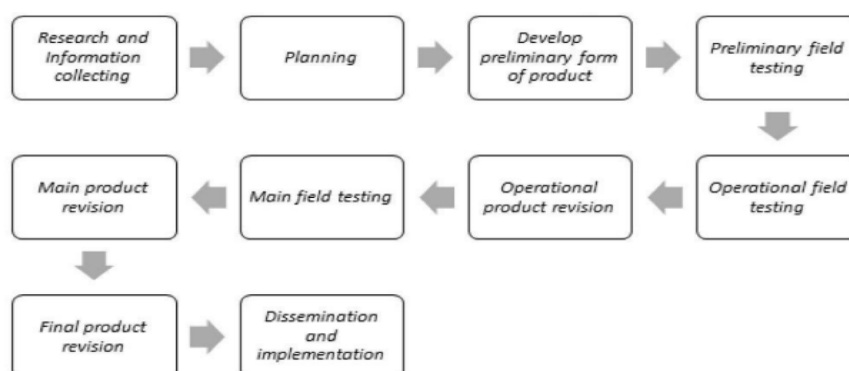 Research and
Information
collecting
Planning
Develop
preliminary form
of product
Preliminary field
testing
Operational field
testing
Operational
product revision
Main field testing
Main product
revision
Final product
revision
Dissemination
and
implementation